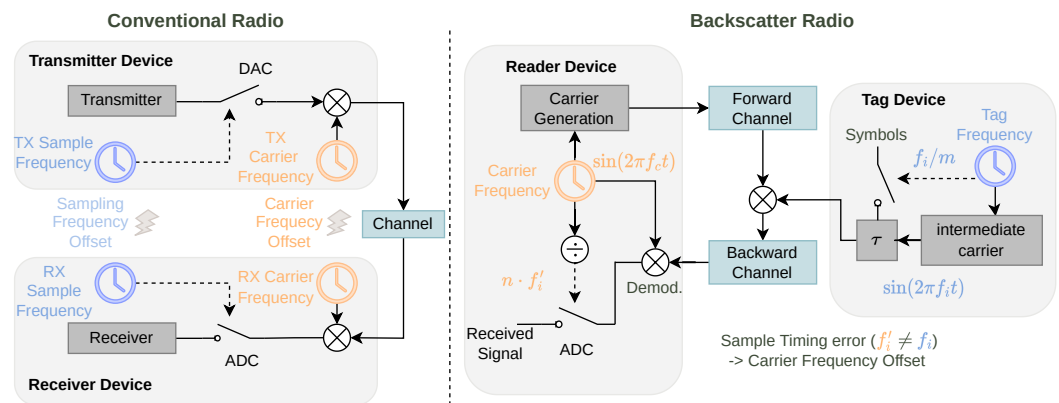 Conventional Radio
Transmitter Device
DAC
Transmitter
TX Sample
Frequency
TX
Carrier
Frequency
Sampling
Frequency
Offset
Carrier
Frequecy
Offset
Channel
RX
Sample
Frequency
RX Carrier
Frequency
Receiver
ADC
Receiver Device
Backscatter Radio
Reader Device
Carrier
Generation
Forward
Channel
Carrier
Frequency
sin(2πf_c t)
÷
n · f_i′
Backward
Channel
Demod.
Received
Signal
ADC
Tag Device
Symbols
Tag
Frequency
f_i/m
τ
intermediate
carrier
sin(2πf_i t)
Sample Timing error (f_i′ ≠ f_i)
-> Carrier Frequency Offset